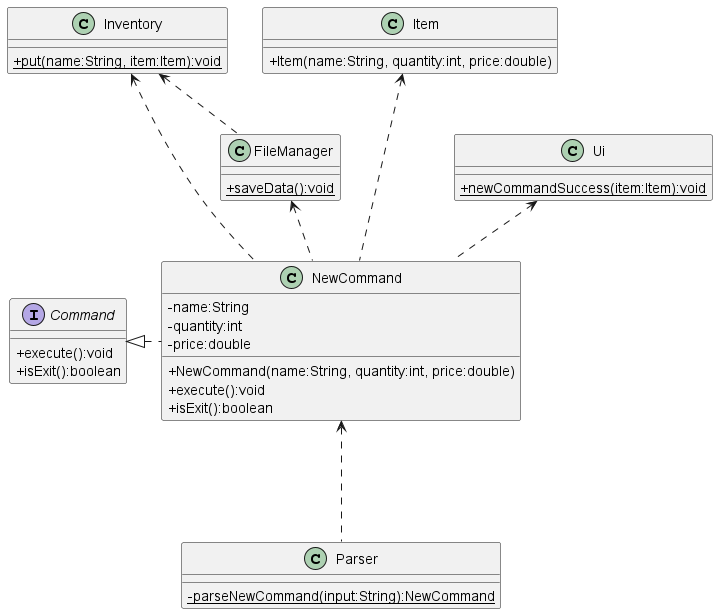 C Inventory
+put(name:String, item:Item):void
C Item
+Item(name:String, quantity:int, price:double)
C FileManager
+saveData():void
C Ui
+newCommandSuccess(item:Item):void
I Command
+execute():void
+isExit():boolean
C NewCommand
-name:String
-quantity:int
-price:double
+NewCommand(name:String, quantity:int, price:double)
+execute():void
+isExit():boolean
C Parser
-parseNewCommand(input:String):NewCommand